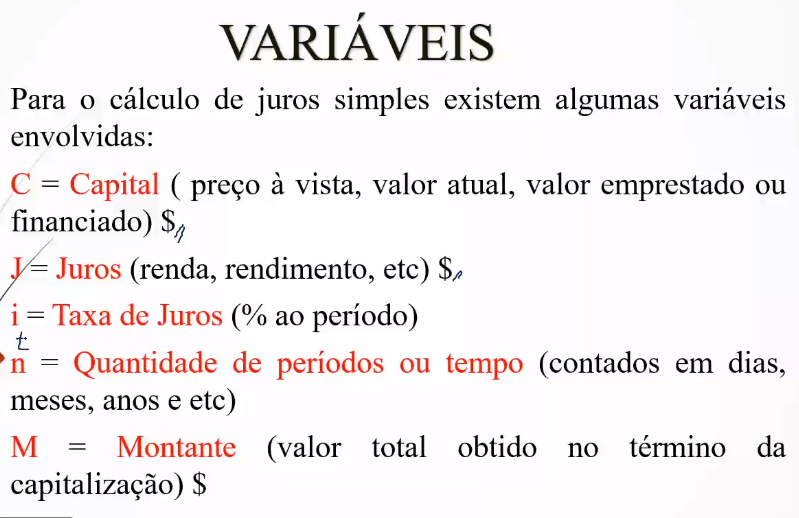 VARIÁVEIS
Para o cálculo de juros simples existem algumas variáveis
envolvidas:
C = Capital ( preço à vista, valor atual, valor emprestado ou
financiado) $
J = Juros (renda, rendimento, etc) $
i = Taxa de Juros (% ao período)
t
n = Quantidade de períodos ou tempo (contados em dias,
meses, anos e etc)
M = Montante (valor total obtido no término da
capitalização) $